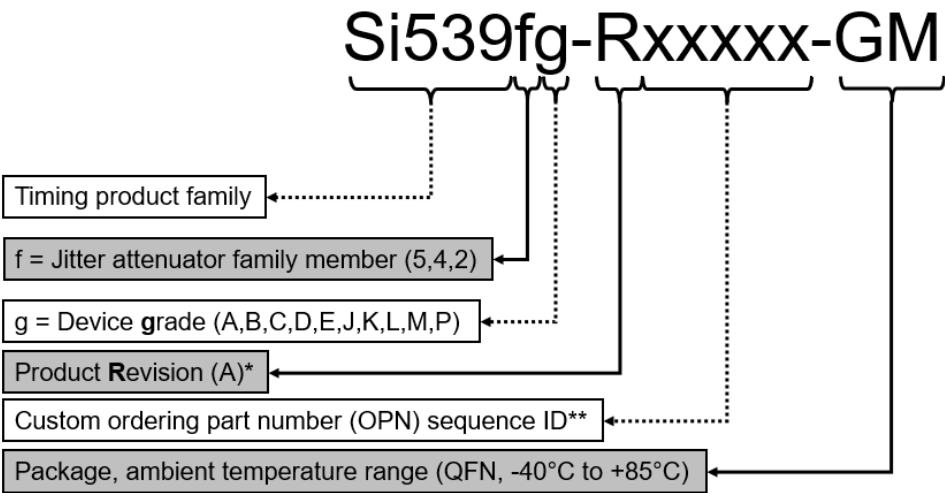 Si539fg-Rxxxxx-GM
Timing product family
f = Jitter attenuator family member (5,4,2)
g = Device grade (A,B,C,D,E,J,K,L,M,P)
Product Revision (A)*
Custom ordering part number (OPN) sequence ID**
Package, ambient temperature range (QFN, -40°C to +85°C)